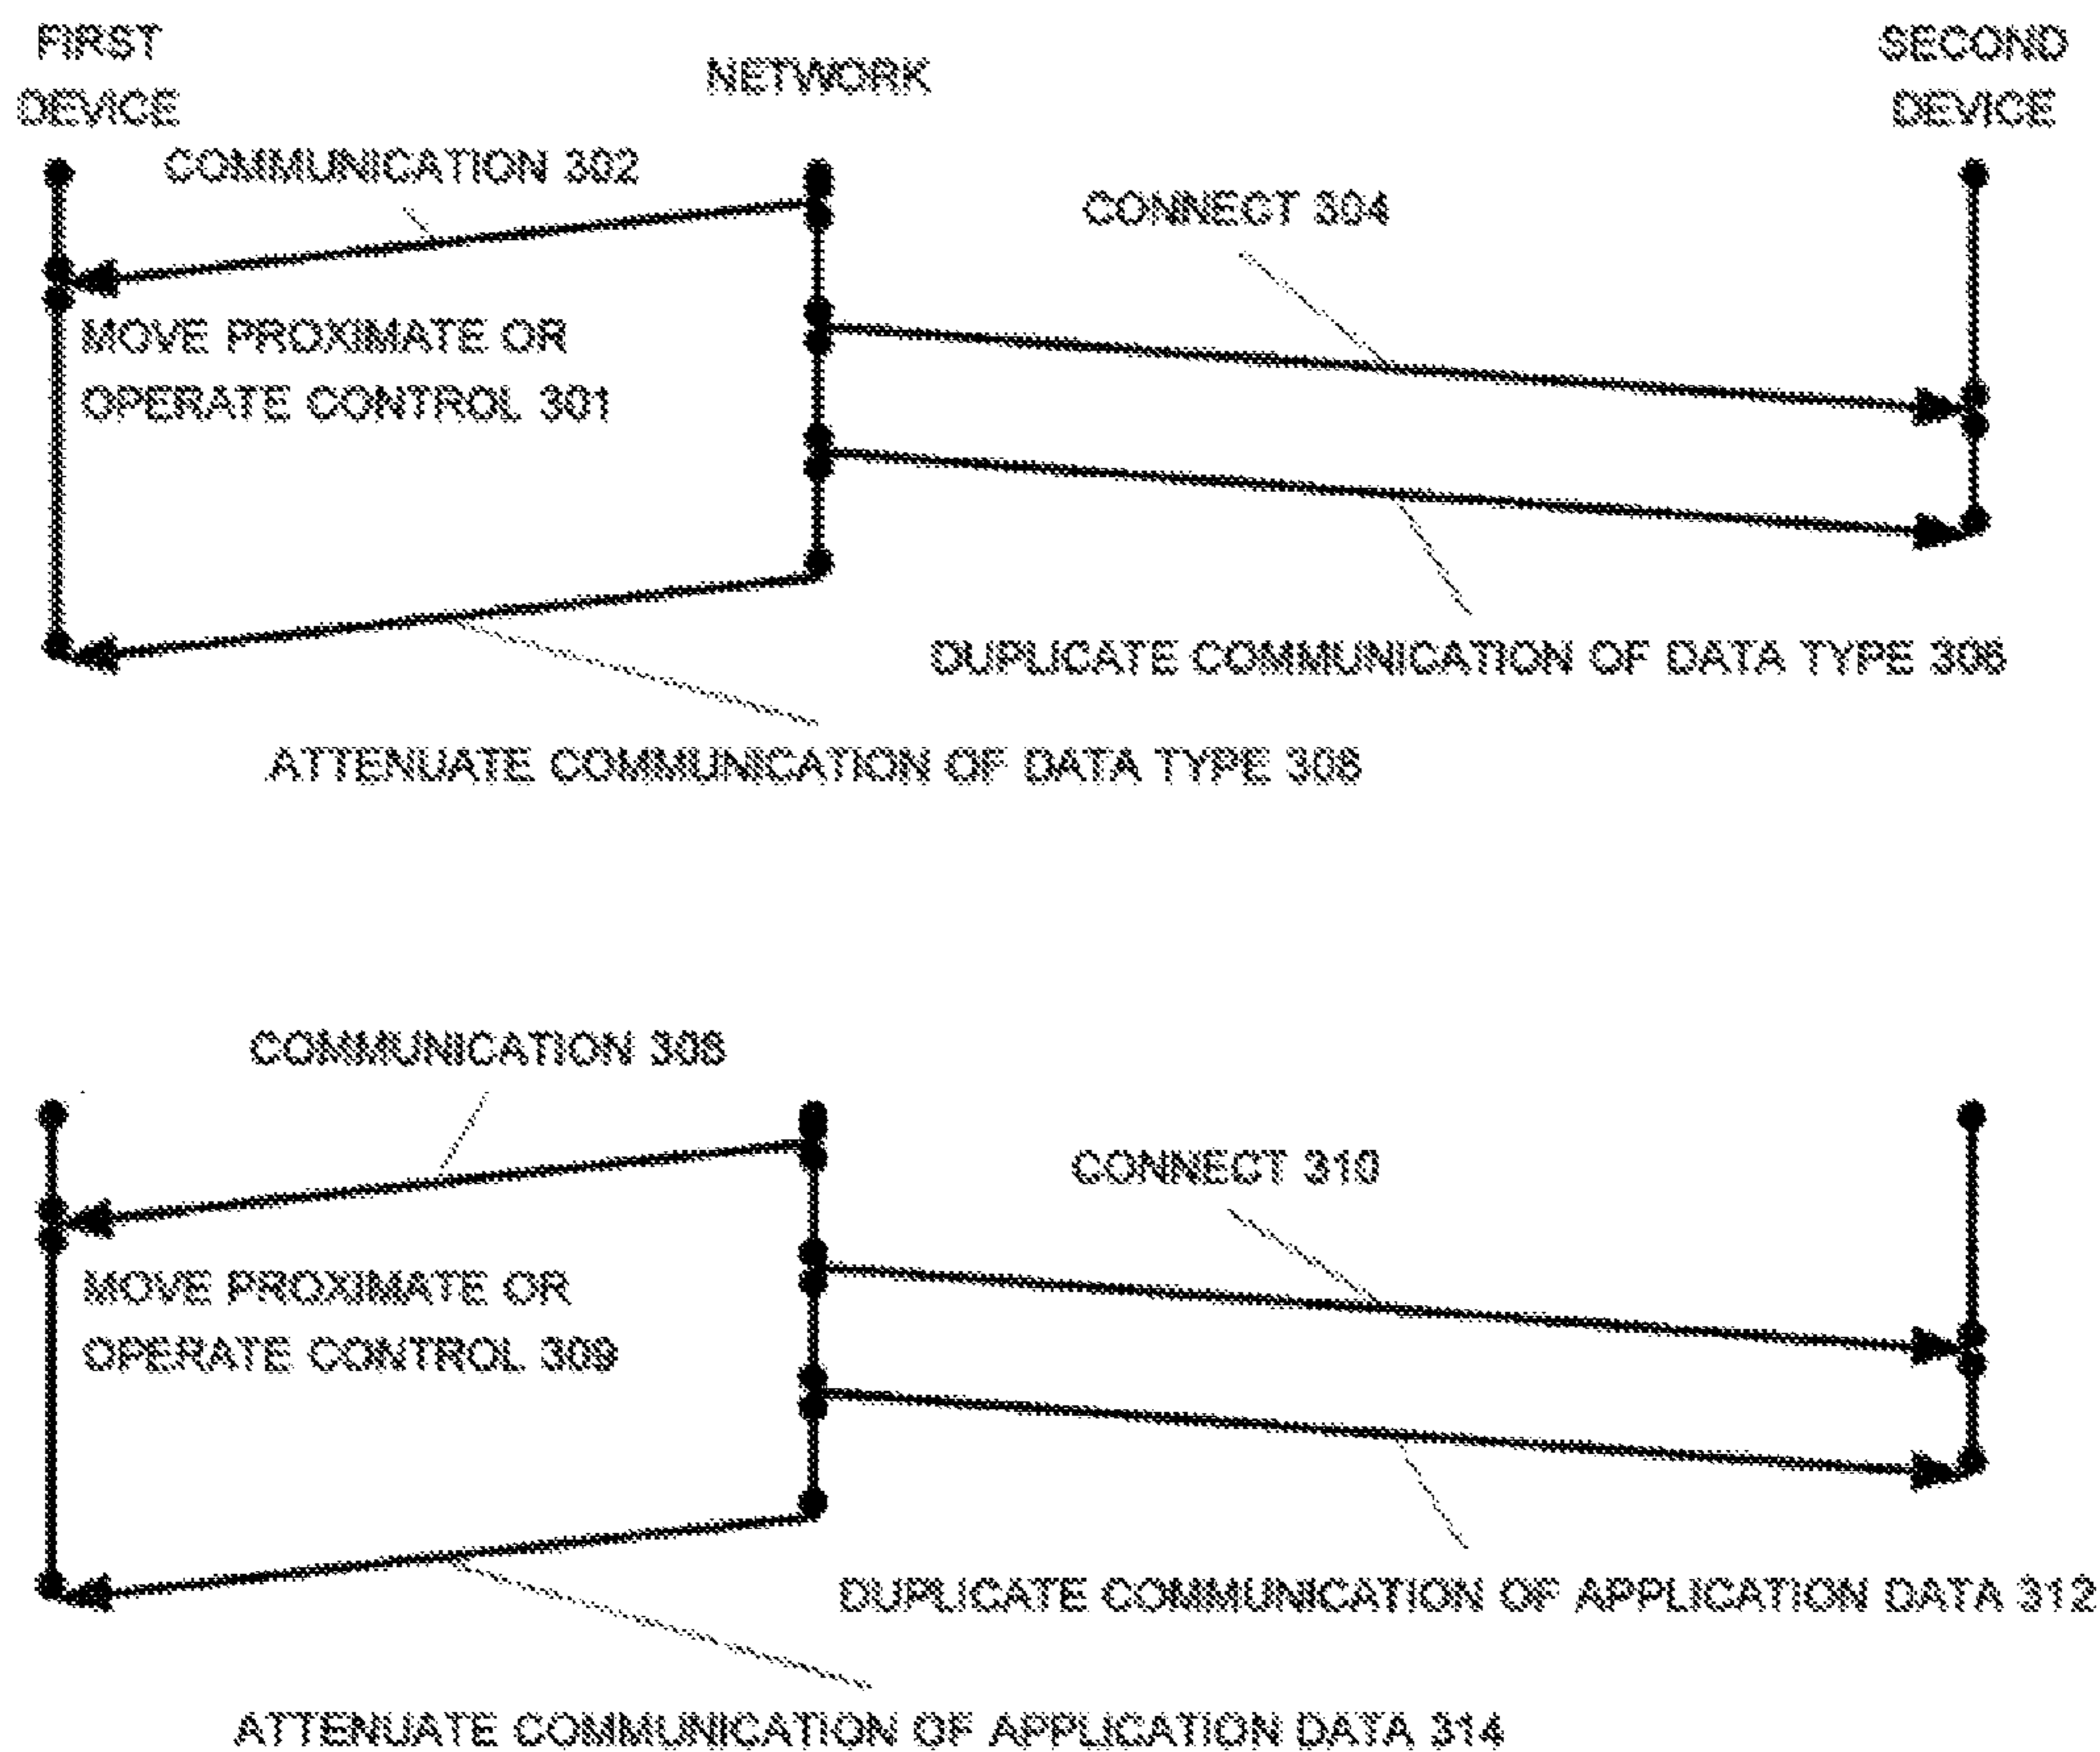 FIRST
DEVICE
NETWORK
SECOND
DEVICE
COMMUNICATION 302
CONNECT 304
MOVE PROXIMATE OR
OPERATE CONTROL 301
DUPLICATE COMMUNICATION OF DATA TYPE 306
ATTENUATE COMMUNICATION OF DATA TYPE 308
COMMUNICATION 308
CONNECT 310
MOVE PROXIMATE OR
OPERATE CONTROL 309
DUPLICATE COMMUNICATION OF APPLICATION DATA 312
ATTENUATE COMMUNICATION OF APPLICATION DATA 314